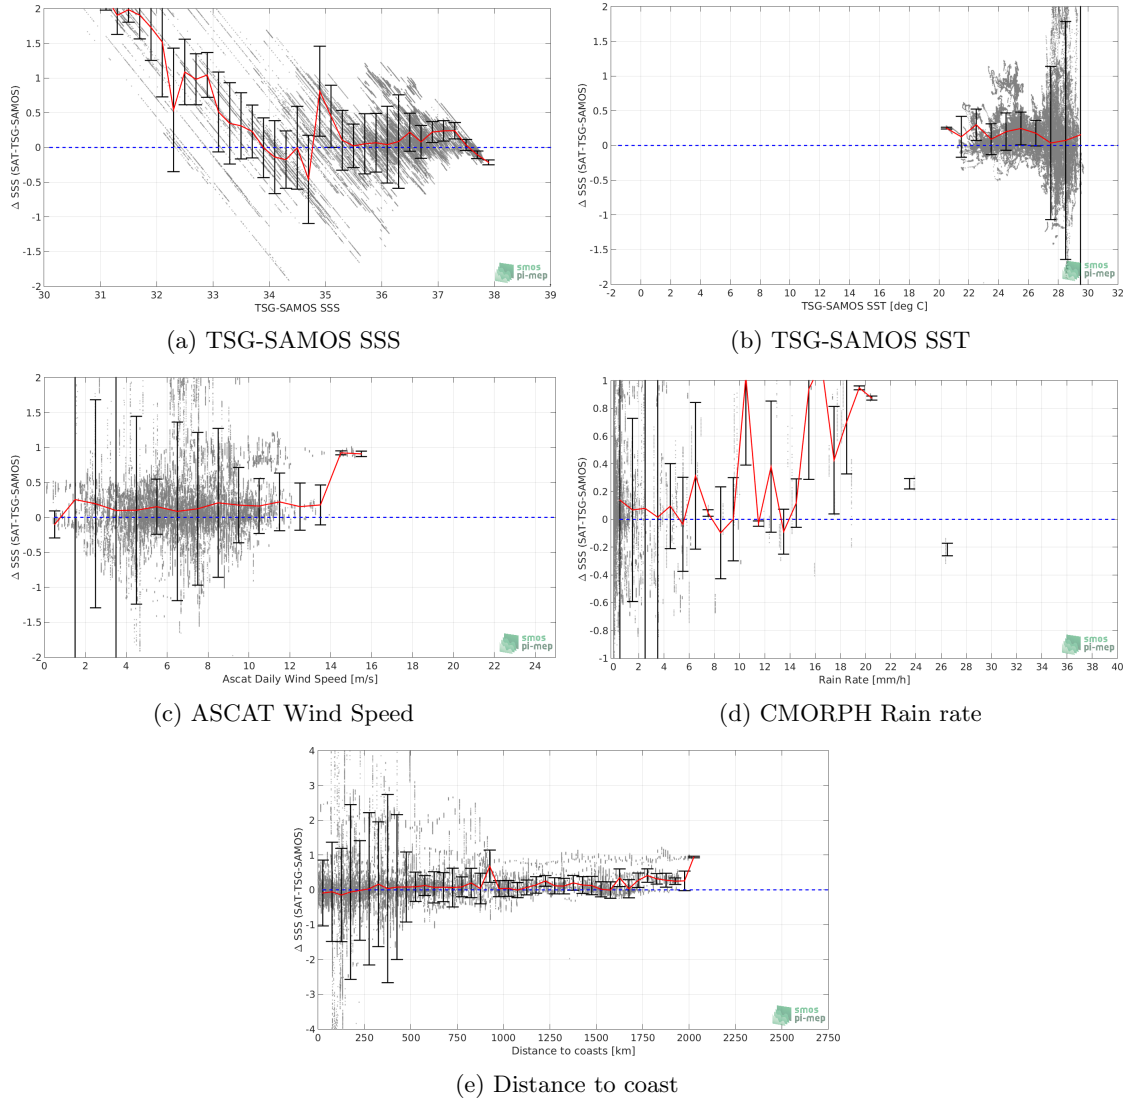 2
1.5
1
0.5
0
-0.5
-1
-1.5
-2
Δ SSS (SAT-TSG-SAMOS)
30 31 32 33 34 35 36 37 38 39
TSG-SAMOS SSS
smos
pi-mep
(a) TSG-SAMOS SSS
2
1.5
1
0.5
0
-0.5
-1
-1.5
-2
Δ SSS (SAT-TSG-SAMOS)
-2 0 2 4 6 8 10 12 14 16 18 20 22 24 26 28 30 32
TSG-SAMOS SST [deg C]
smos
pi-mep
(b) TSG-SAMOS SST
2
1.5
1
0.5
0
-0.5
-1
-1.5
-2
Δ SSS (SAT-TSG-SAMOS)
0 2 4 6 8 10 12 14 16 18 20 22 24
Ascat Daily Wind Speed [m/s]
smos
pi-mep
(c) ASCAT Wind Speed
1
0.8
0.6
0.4
0.2
0
-0.2
-0.4
-0.6
-0.8
-1
Δ SSS (SAT-TSG-SAMOS)
0 2 4 6 8 10 12 14 16 18 20 22 24 26 28 30 32 34 36 38 40
Rain Rate [mm/h]
smos
pi-mep
(d) CMORPH Rain rate
4
3
2
1
0
-1
-2
-3
-4
Δ SSS (SAT-TSG-SAMOS)
0 250 500 750 1000 1250 1500 1750 2000 2250 2500 2750
Distance to coasts [km]
smos
pi-mep
(e) Distance to coast